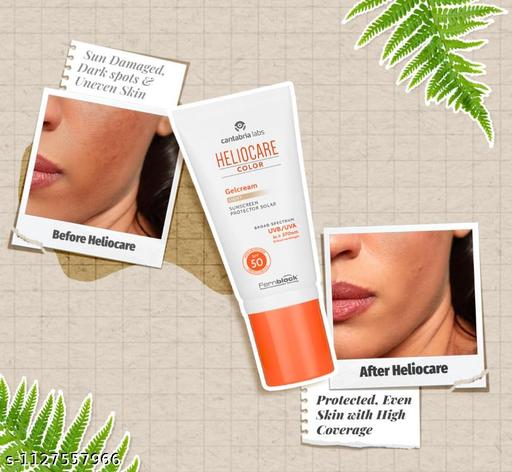 Sun Damaged,
Dark spots &
Uneven Skin
Before Heliocare
cantabria labs
HELIOCARE
COLOR
Gelcream
LIGHT
SUNSCREEN
PROTECTOR SOLAR
BROAD SPECTRUM
UVB/UVA
SPF
50
Fernblock
After Heliocare
Protected, Even
Skin with High
Coverage
s-1127557966